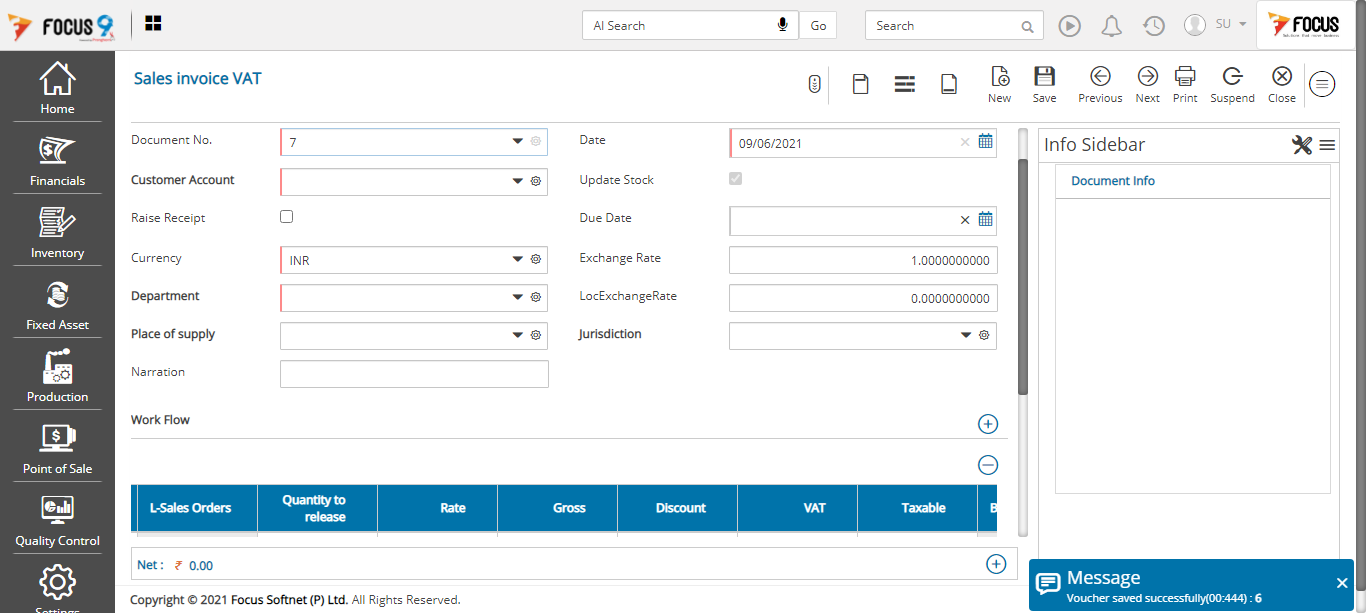 FOCUS 9
AI Search
Go
Search
SU
FOCUS
Home
Financials
Inventory
Fixed Asset
Production
Point of Sale
Quality Control
Settings
Sales invoice VAT
New
Save
Previous
Next
Print
Suspend
Close
Document No.
7
Date
09/06/2021
Customer Account
Update Stock
Raise Receipt
Due Date
Currency
INR
Exchange Rate
1.0000000000
Department
LocExchangeRate
0.0000000000
Place of supply
Jurisdiction
Narration
Work Flow
L-Sales Orders
Quantity to
release
Rate
Gross
Discount
VAT
Taxable
B
Net : ₹ 0.00
Info Sidebar
Document Info
Message
Voucher saved successfully(00:444) : 6
Copyright © 2021 Focus Softnet (P) Ltd. All Rights Reserved.